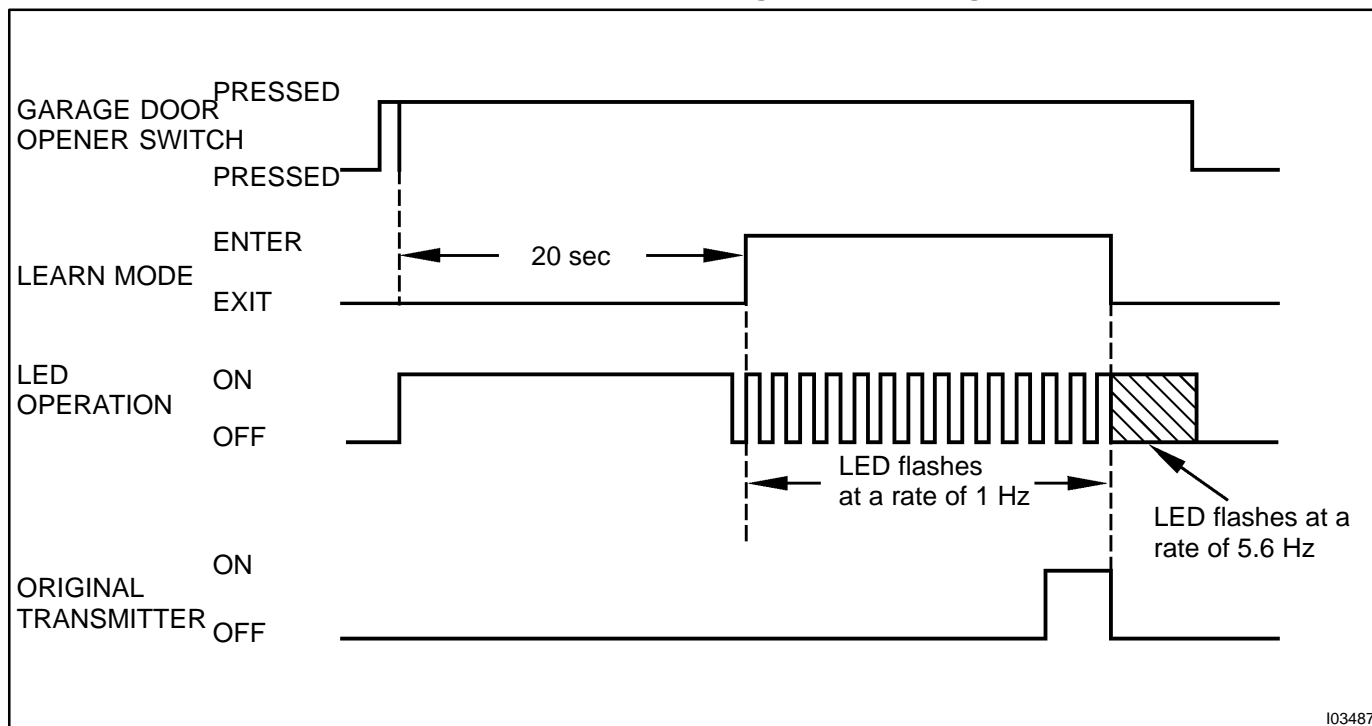 PRESSED
GARAGE DOOR
OPENER SWITCH
PRESSED
ENTER
LEARN MODE
20 sec
EXIT
LED
OPERATION
ON
OFF
LED flashes
at a rate of 1 Hz
LED flashes at a
rate of 5.6 Hz
ON
ORIGINAL
TRANSMITTER
OFF
I03487